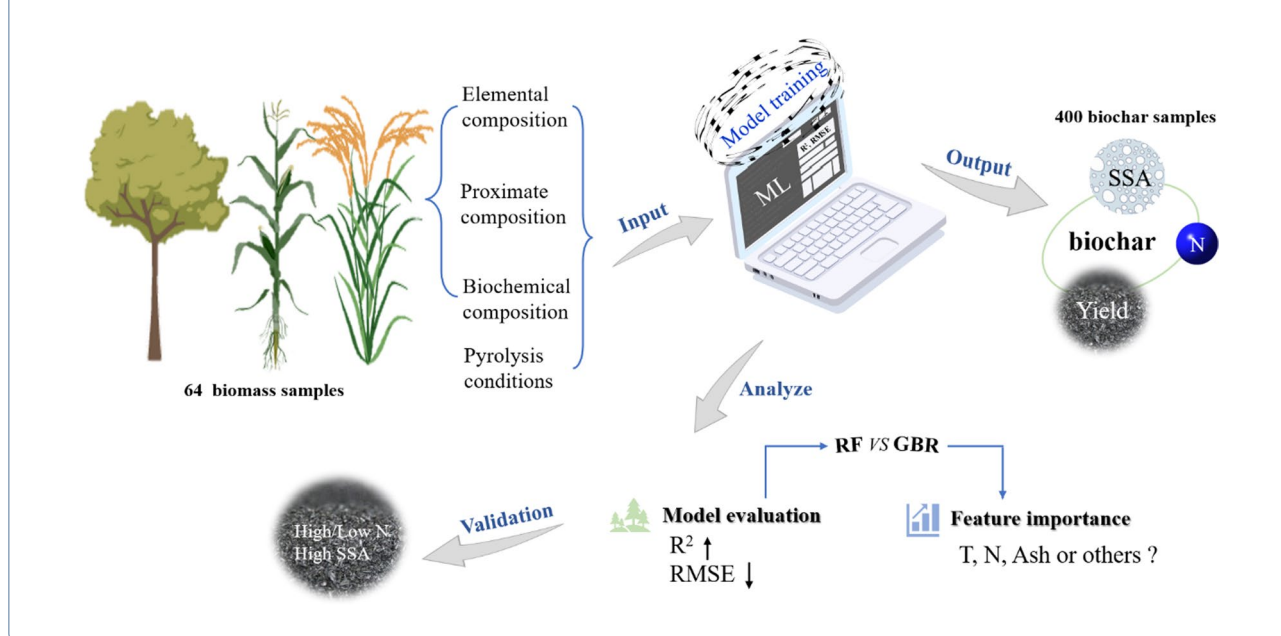 Elemental
composition
Proximate
composition
Biochemical
composition
Pyrolysis
conditions
64 biomass samples
Input
Model training
ML
R², RMSE
Output
400 biochar samples
SSA
biochar
N
Yield
Analyze
RF VS GBR
Model evaluation
R² ↑
RMSE ↓
Feature importance
T, N, Ash or others ?
Validation
High/Low N
High SSA